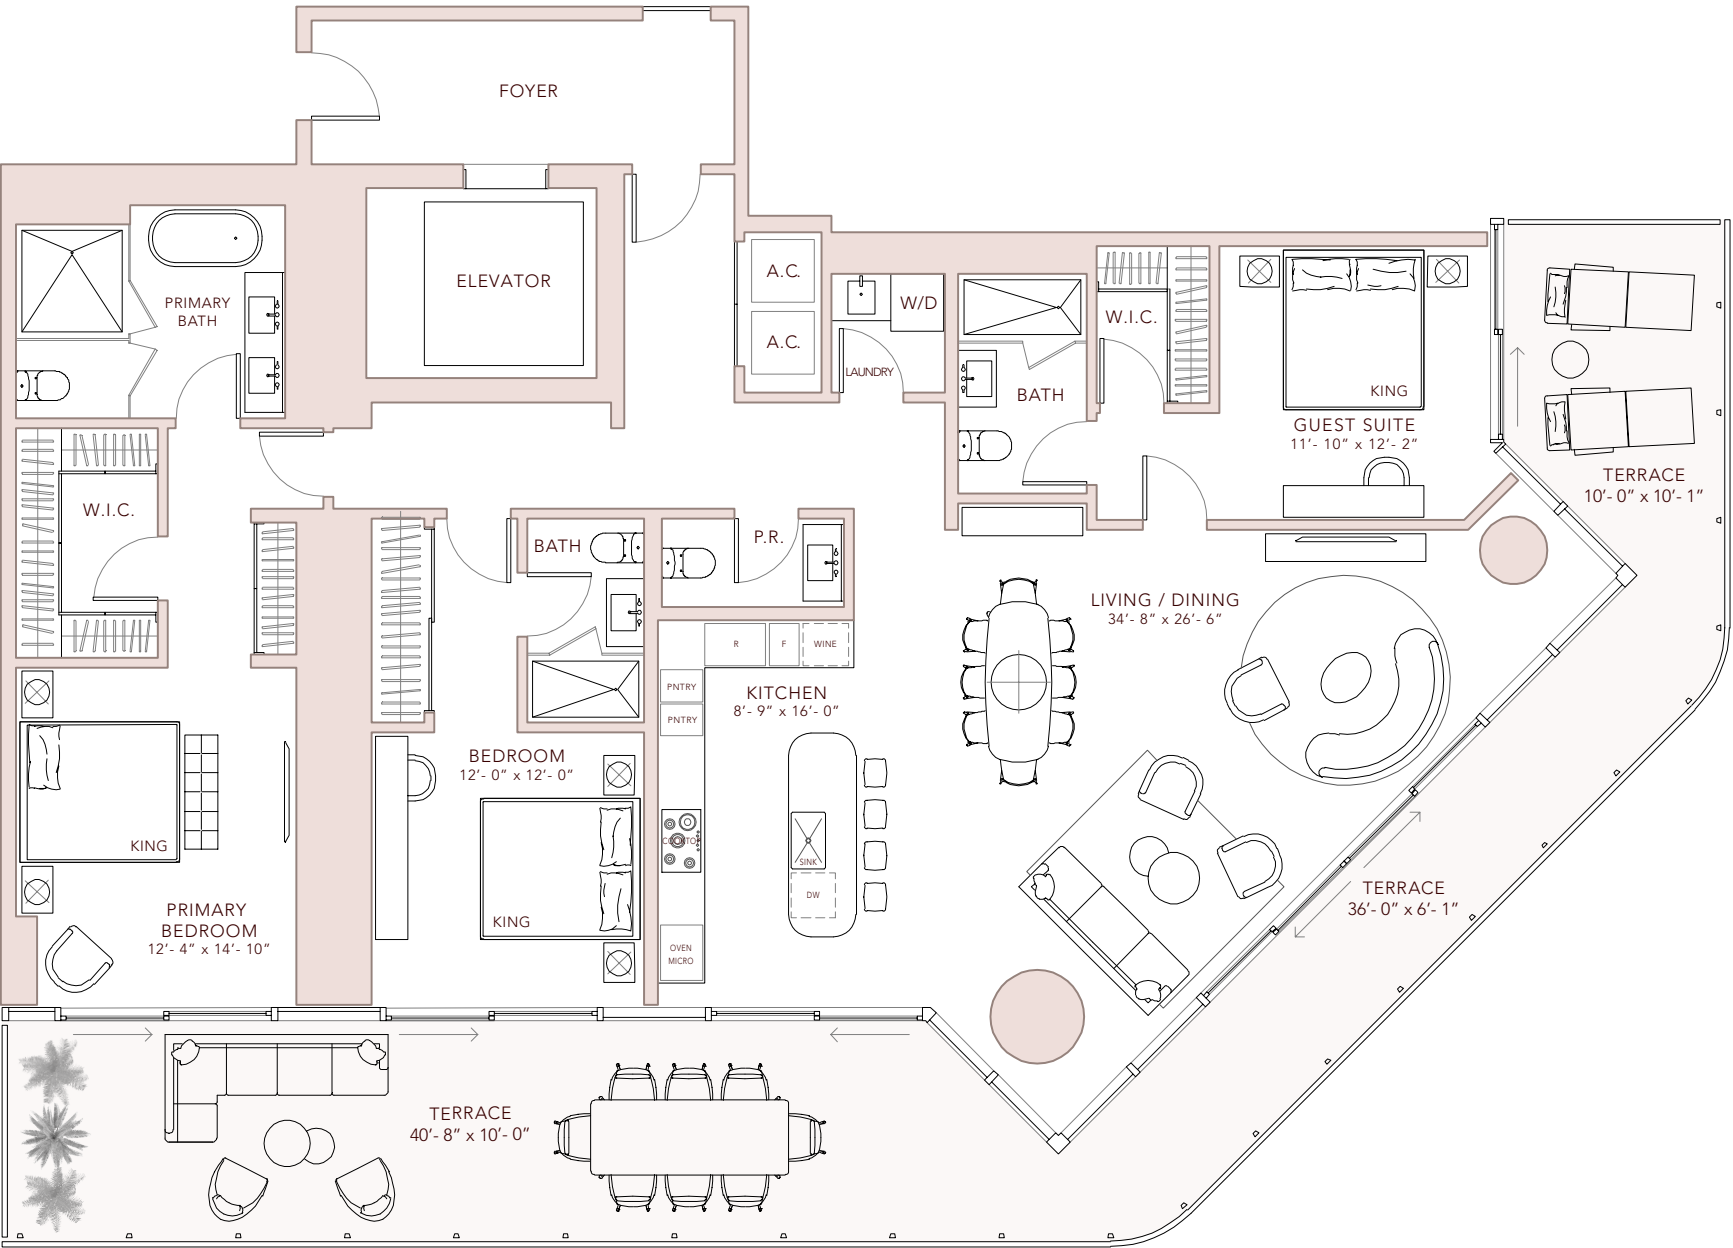 FOYER
ELEVATOR
A.C.
A.C.
W/D
LAUNDRY
PRIMARY
BATH
W.I.C.
BATH
W.I.C.
KING
GUEST SUITE
11'- 10" x 12'- 2"
TERRACE
10'- 0" x 10'- 1"
BATH
P.R.
LIVING / DINING
34'- 8" x 26'- 6"
R
F
WINE
PNTRY
PNTRY
KITCHEN
8'- 9" x 16'- 0"
BEDROOM
12'- 0" x 12'- 0"
KING
SINK
DW
OVEN
MICRO
KING
PRIMARY
BEDROOM
12'- 4" x 14'- 10"
TERRACE
36'- 0" x 6'- 1"
TERRACE
40'- 8" x 10'- 0"